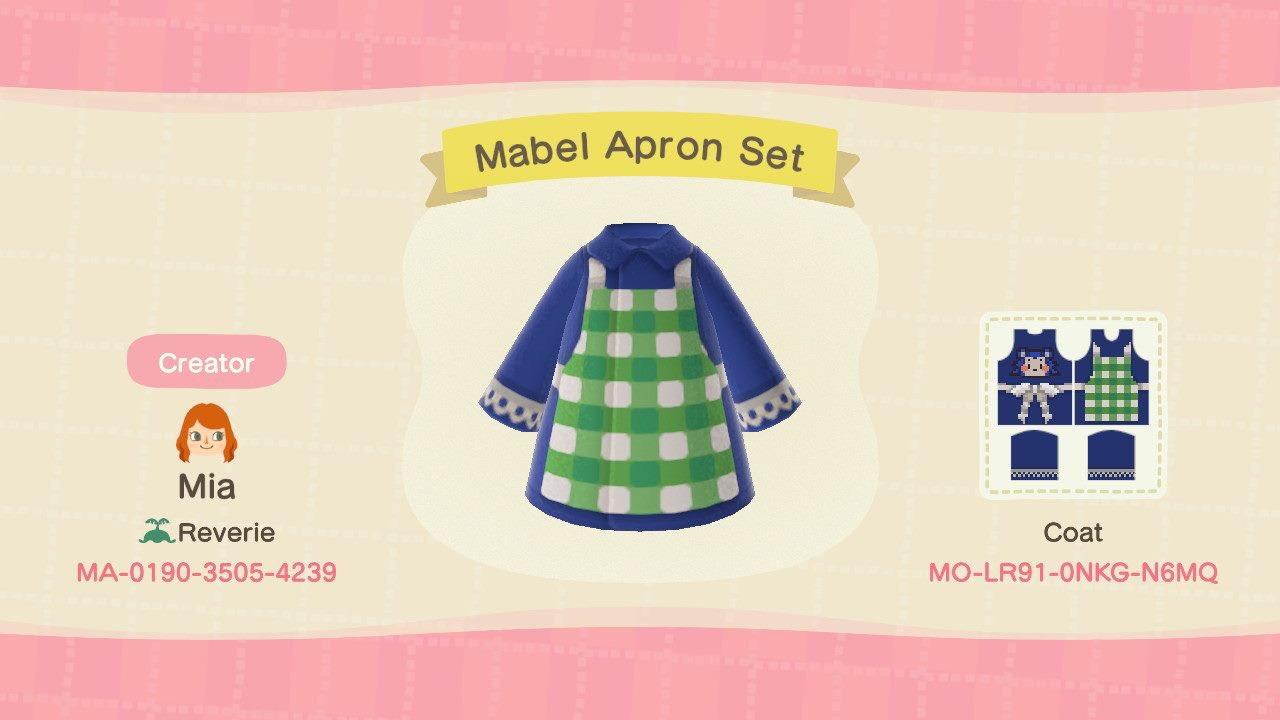 Mabel Apron Set
Creator
Mia
Reverie
MA-0190-3505-4239
Coat
MO-LR91-0NKG-N6MQ